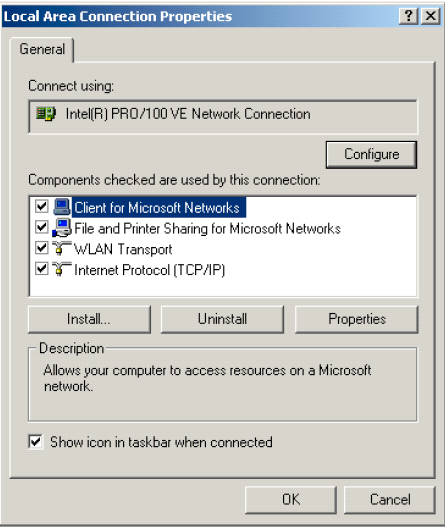 Local Area Connection Properties
General
Connect using:
Intel(R) PRO/100 VE Network Connection
Configure
Components checked are used by this connection:
Client for Microsoft Networks
File and Printer Sharing for Microsoft Networks
WLAN Transport
Internet Protocol (TCP/IP)
Install... Uninstall Properties
Description
Allows your computer to access resources on a Microsoft
network.
Show icon in taskbar when connected
OK Cancel